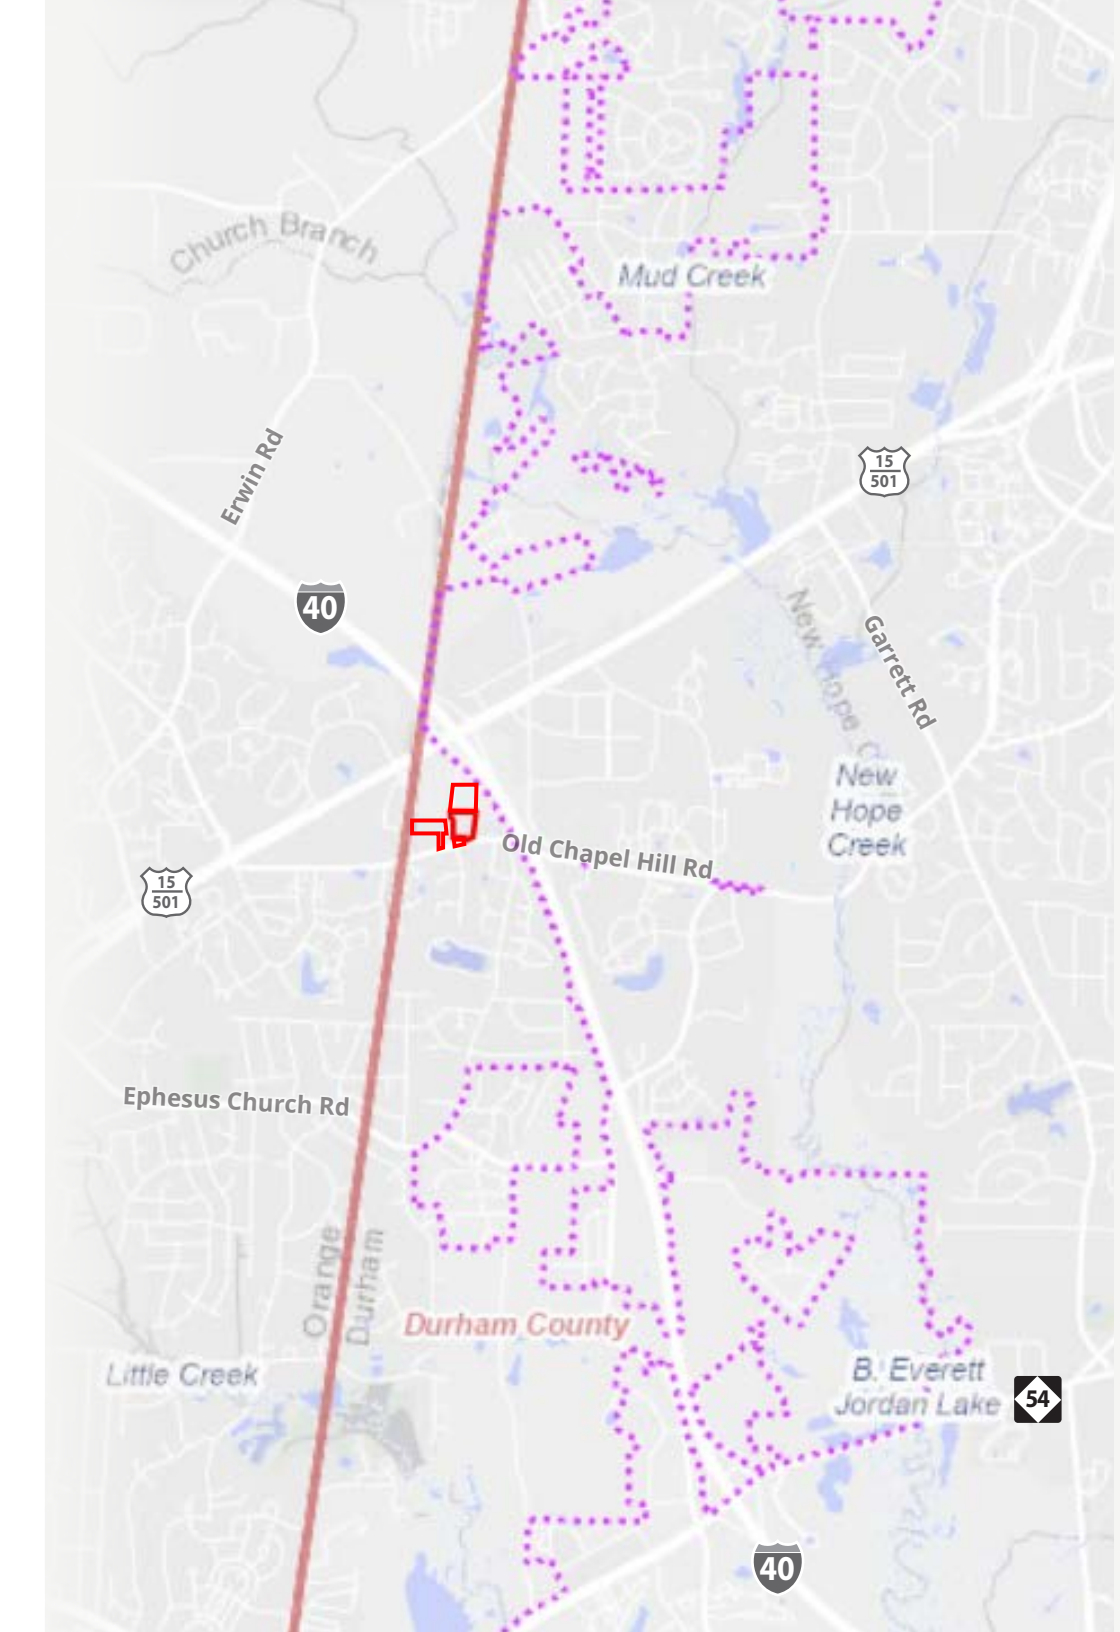 Church Branch
Mud Creek
Erwin Rd
15
501
40
New Hope C
Garrett Rd
New
Hope
Creek
Old Chapel Hill Rd
15
501
Ephesus Church Rd
Orange
Durham
Durham County
Little Creek
B. Everett
Jordan Lake
54
40